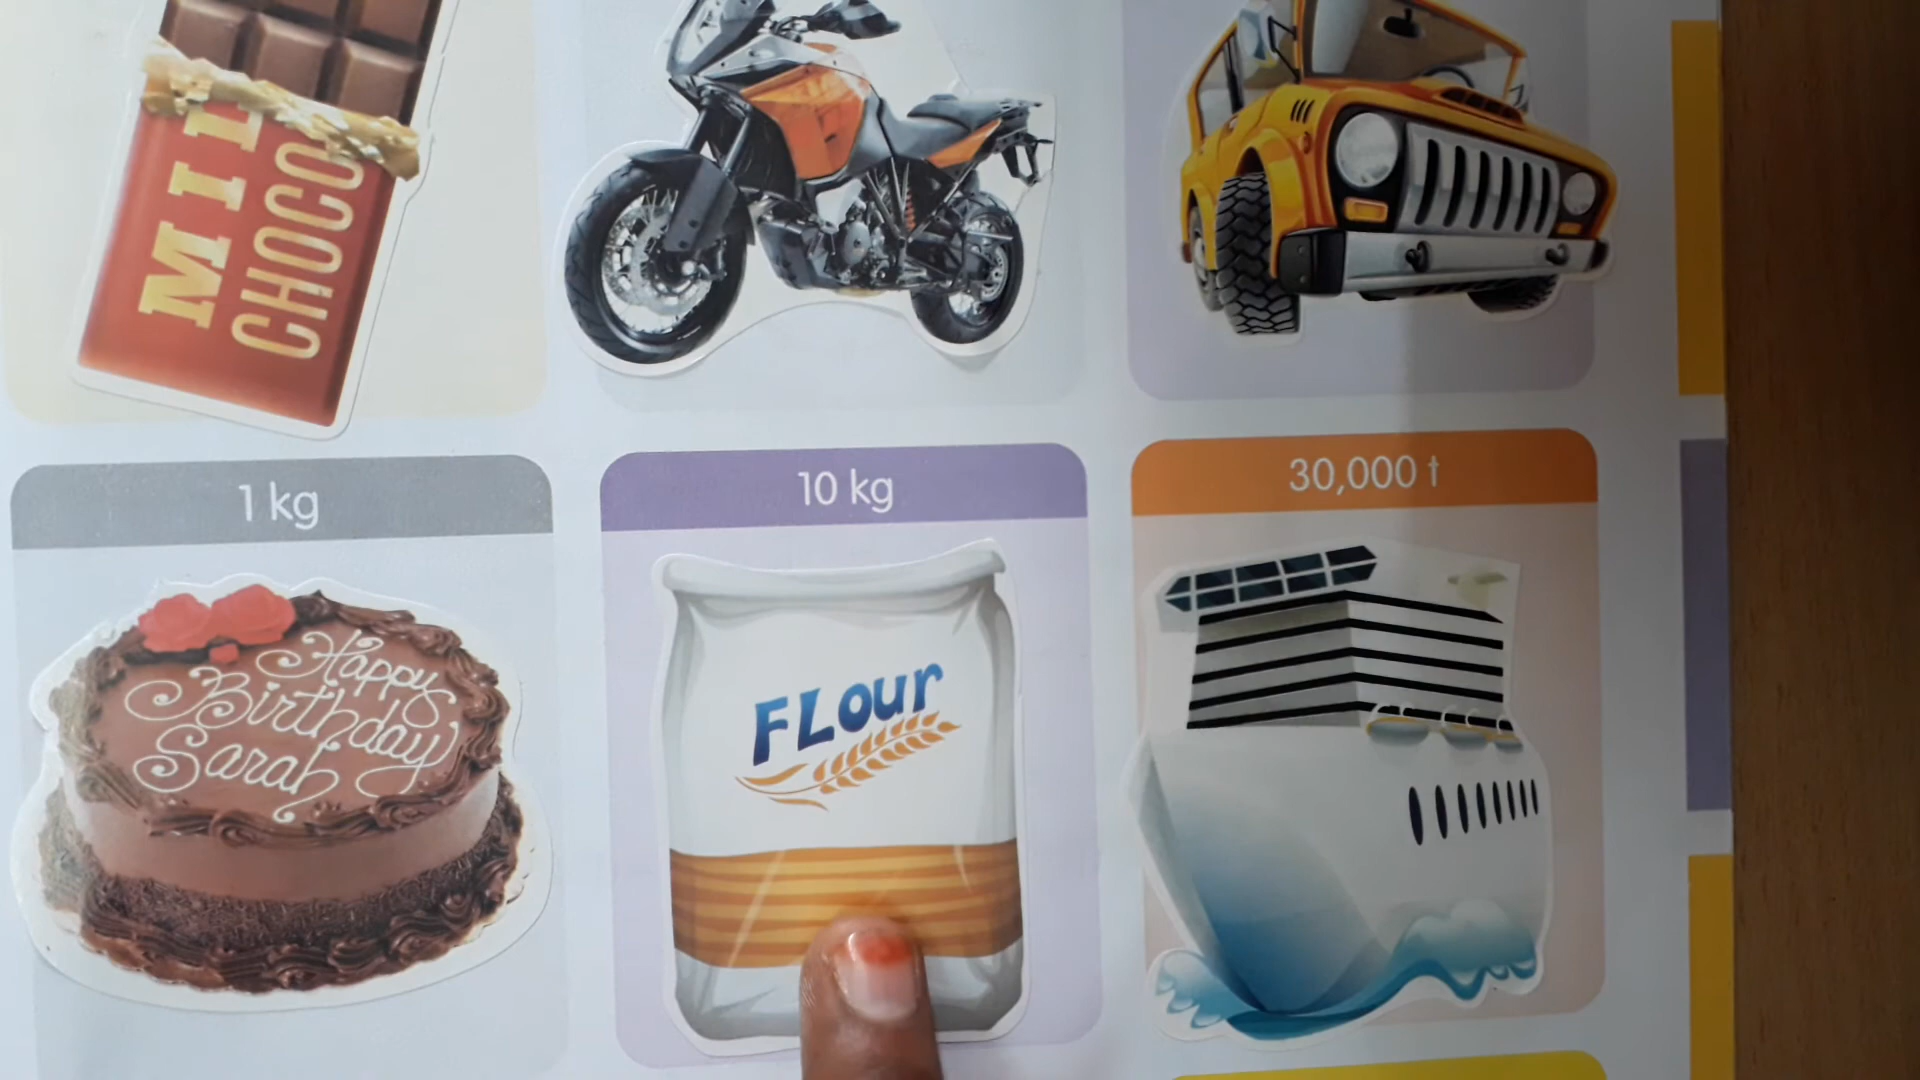 MIL
CHOCO
1 kg
10 kg
30,000 t
Happy
Birthday
Sarah
FLour